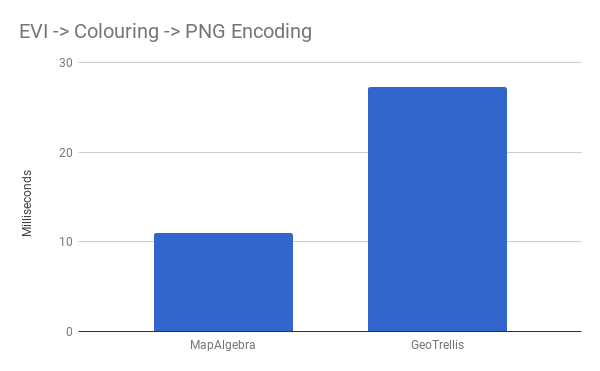 EVI -> Colouring -> PNG Encoding
30
20
10
0
Milliseconds
MapAlgebra
GeoTrellis